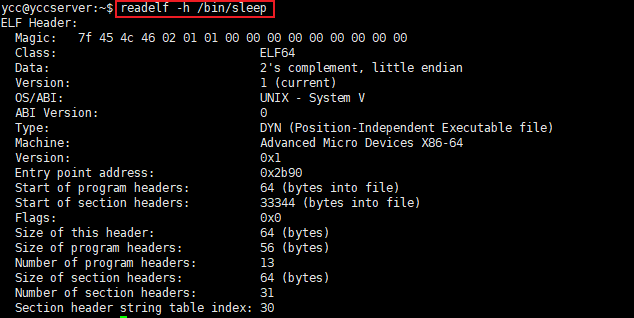 ycc@yccserver:~$ readelf -h /bin/sleep
ELF Header:
  Magic:   7f 45 4c 46 02 01 01 00 00 00 00 00 00 00 00 00
  Class:                             ELF64
  Data:                              2's complement, little endian
  Version:                           1 (current)
  OS/ABI:                            UNIX - System V
  ABI Version:                       0
  Type:                              DYN (Position-Independent Executable file)
  Machine:                           Advanced Micro Devices X86-64
  Version:                           0x1
  Entry point address:               0x2b90
  Start of program headers:          64 (bytes into file)
  Start of section headers:          33344 (bytes into file)
  Flags:                             0x0
  Size of this header:               64 (bytes)
  Size of program headers:           56 (bytes)
  Number of program headers:         13
  Size of section headers:           64 (bytes)
  Number of section headers:         31
  Section header string table index: 30